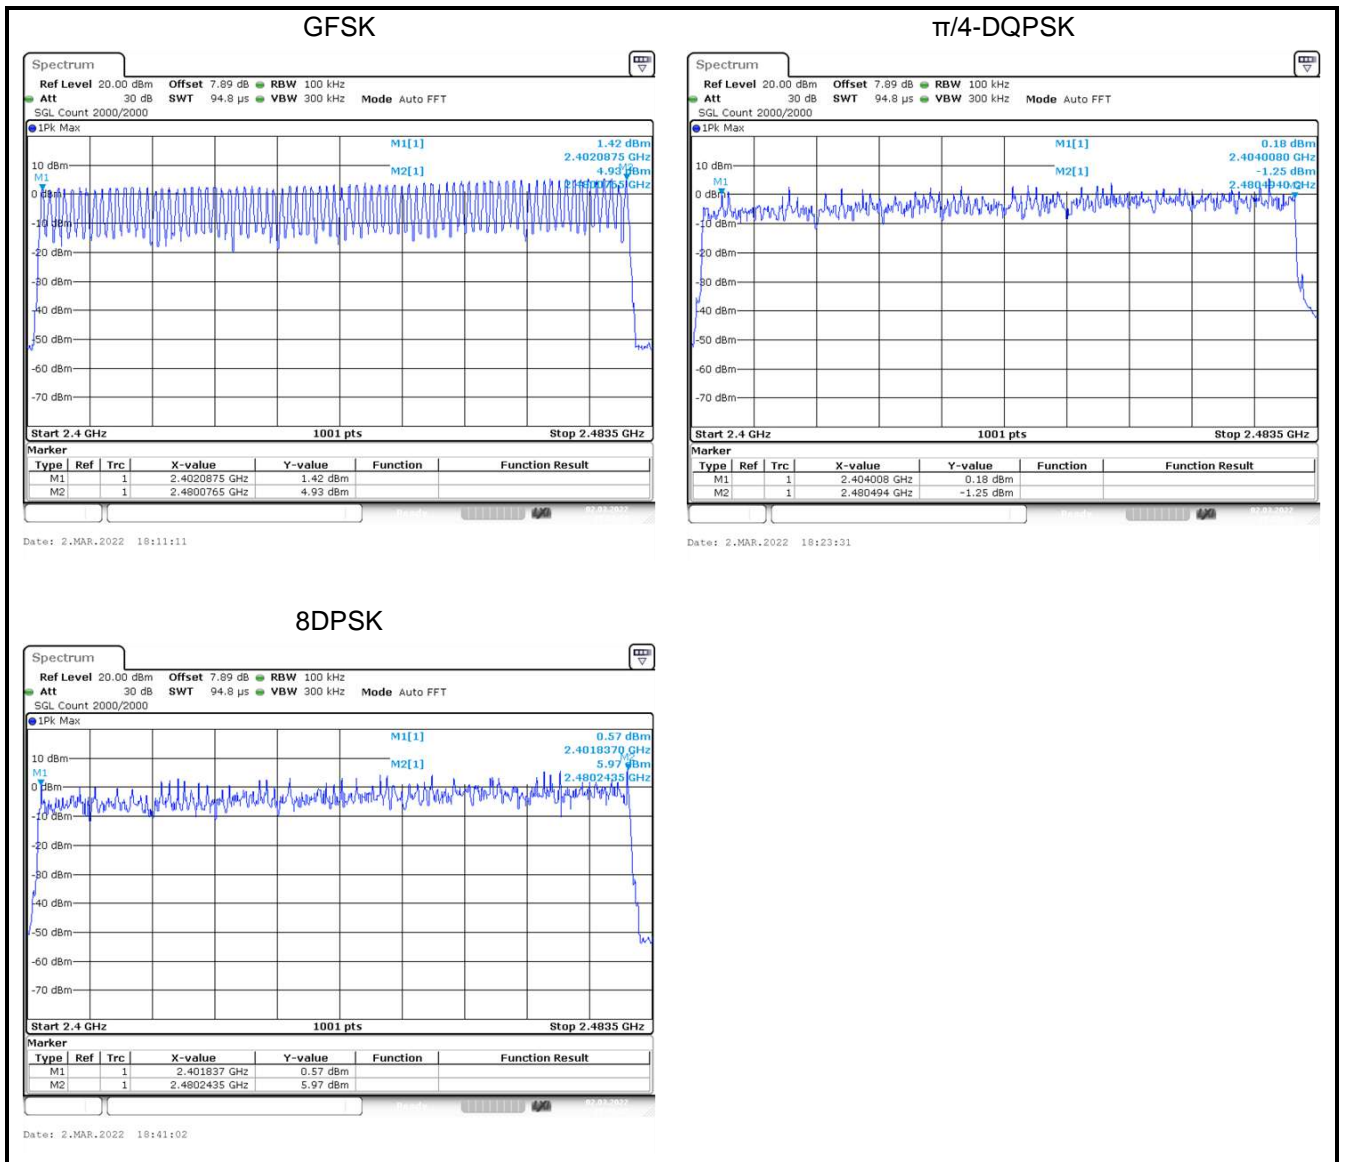 GFSK
Spectrum
Ref Level 20.00 dBm Offset 7.89 dB RBW 100 kHz
Att 30 dB SWT 94.8 µs VBW 300 kHz Mode Auto FFT
SGL Count 2000/2000
1Pk Max
M1[1] 1.42 dBm
2.4020875 GHz
M2[1] 4.93 dBm
2.4800765 GHz
M1
M2
10 dBm
0 dBm
-10 dBm
-20 dBm
-30 dBm
-40 dBm
-50 dBm
-60 dBm
-70 dBm
Start 2.4 GHz 1001 pts Stop 2.4835 GHz
Marker
Type Ref Trc X-value Y-value Function Function Result
M1 1 2.4020875 GHz 1.42 dBm
M2 1 2.4800765 GHz 4.93 dBm
Date: 2.MAR.2022 18:11:11
π/4-DQPSK
Spectrum
Ref Level 20.00 dBm Offset 7.89 dB RBW 100 kHz
Att 30 dB SWT 94.8 µs VBW 300 kHz Mode Auto FFT
SGL Count 2000/2000
1Pk Max
M1[1] 0.18 dBm
2.4040080 GHz
M2[1] -1.25 dBm
2.4804940 GHz
M1
10 dBm
0 dBm
-10 dBm
-20 dBm
-30 dBm
-40 dBm
-50 dBm
-60 dBm
-70 dBm
Start 2.4 GHz 1001 pts Stop 2.4835 GHz
Marker
Type Ref Trc X-value Y-value Function Function Result
M1 1 2.404008 GHz 0.18 dBm
M2 1 2.480494 GHz -1.25 dBm
Date: 2.MAR.2022 18:23:31
8DPSK
Spectrum
Ref Level 20.00 dBm Offset 7.89 dB RBW 100 kHz
Att 30 dB SWT 94.8 µs VBW 300 kHz Mode Auto FFT
SGL Count 2000/2000
1Pk Max
M1[1] 0.57 dBm
2.4018370 GHz
M2[1] 5.97 dBm
2.4802435 GHz
M1
M2
10 dBm
0 dBm
-10 dBm
-20 dBm
-30 dBm
-40 dBm
-50 dBm
-60 dBm
-70 dBm
Start 2.4 GHz 1001 pts Stop 2.4835 GHz
Marker
Type Ref Trc X-value Y-value Function Function Result
M1 1 2.401837 GHz 0.57 dBm
M2 1 2.4802435 GHz 5.97 dBm
Date: 2.MAR.2022 18:41:02